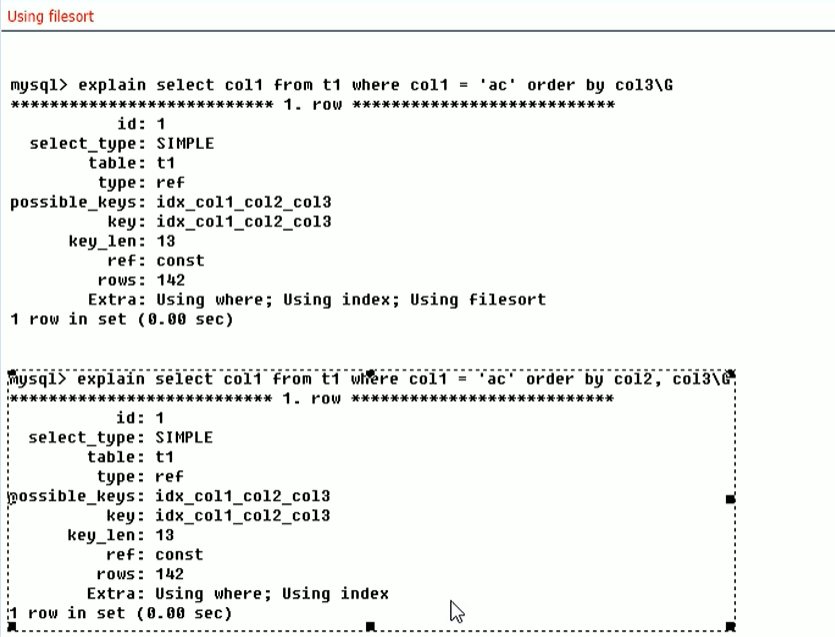 Using filesort
mysql> explain select col1 from t1 where col1 = 'ac' order by col3\G
*************************** 1. row ***************************
id: 1
select_type: SIMPLE
table: t1
type: ref
possible_keys: idx_col1_col2_col3
key: idx_col1_col2_col3
key_len: 13
ref: const
rows: 142
Extra: Using where; Using index; Using filesort
1 row in set (0.00 sec)
mysql> explain select col1 from t1 where col1 = 'ac' order by col2, col3\G
*************************** 1. row ***************************
id: 1
select_type: SIMPLE
table: t1
type: ref
possible_keys: idx_col1_col2_col3
key: idx_col1_col2_col3
key_len: 13
ref: const
rows: 142
Extra: Using where; Using index
1 row in set (0.00 sec)